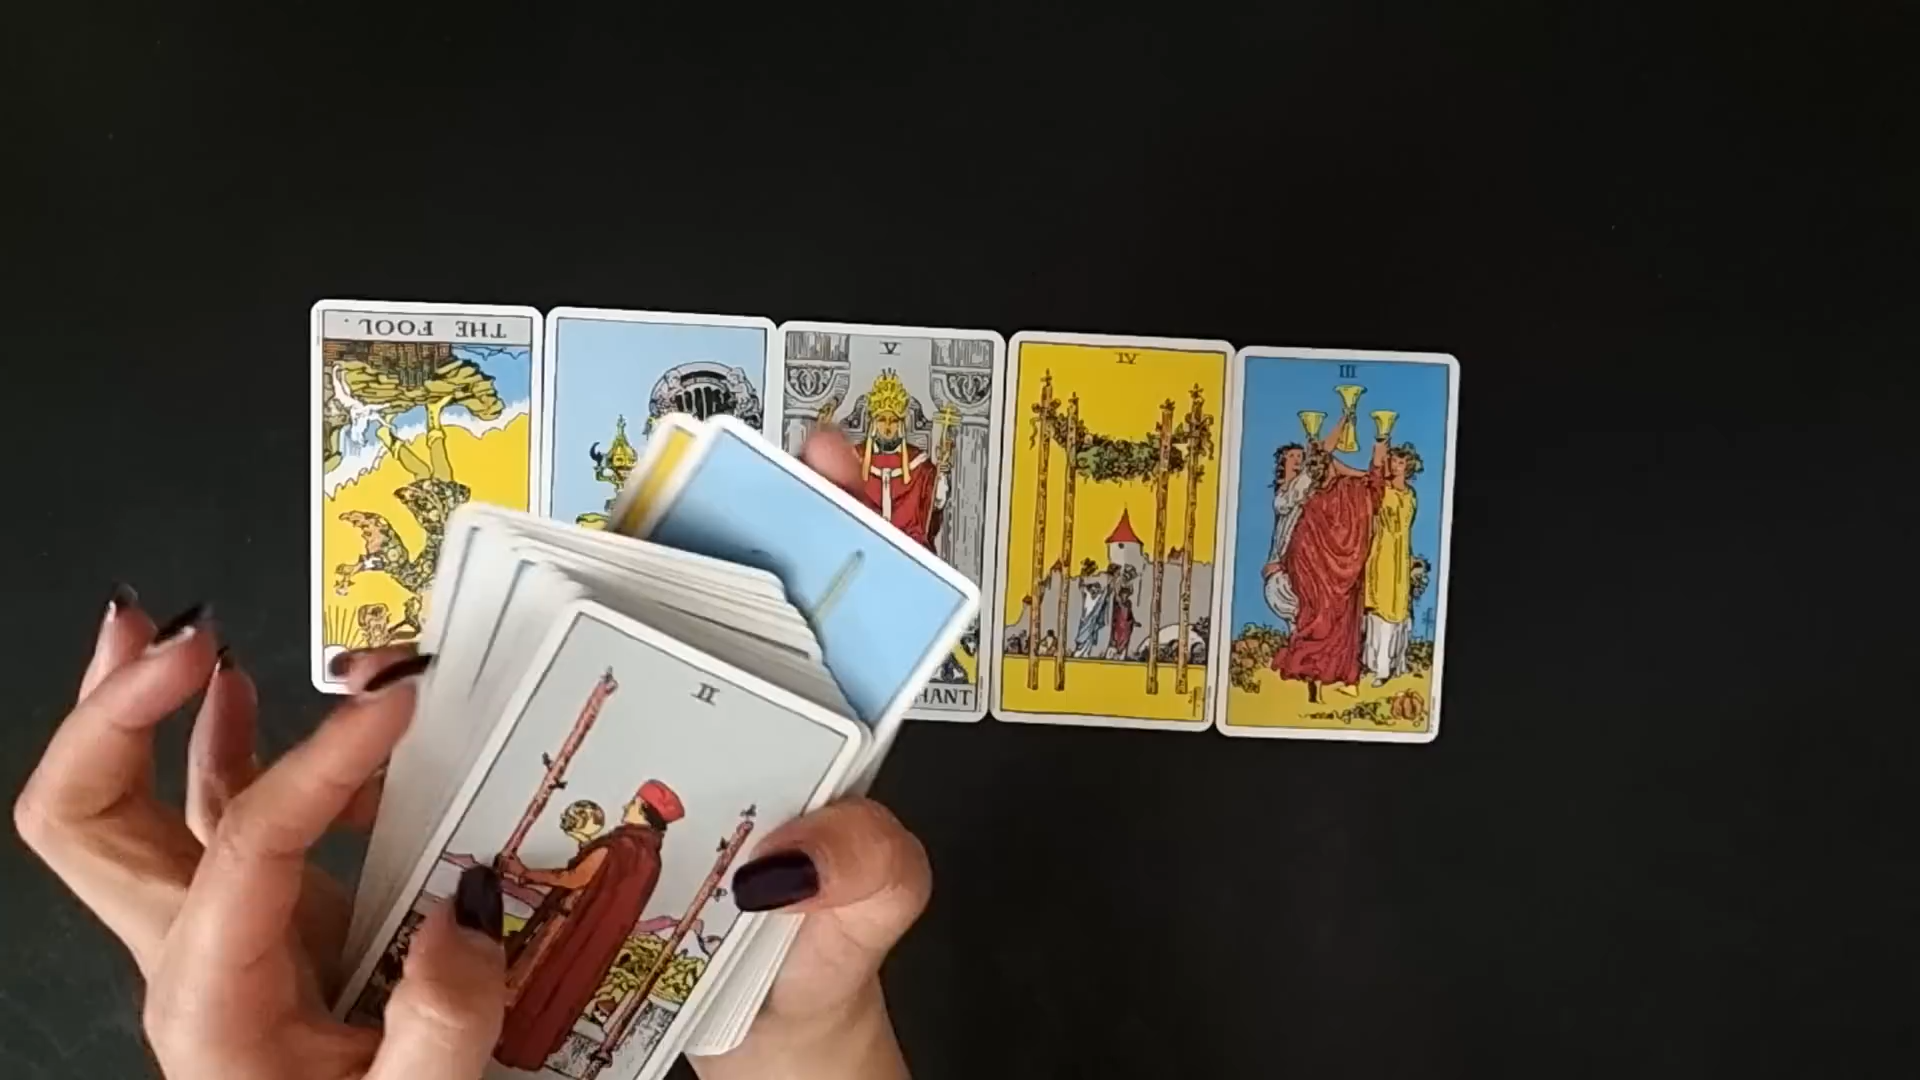 THE FOOL.
V
IV
III
HANT
II